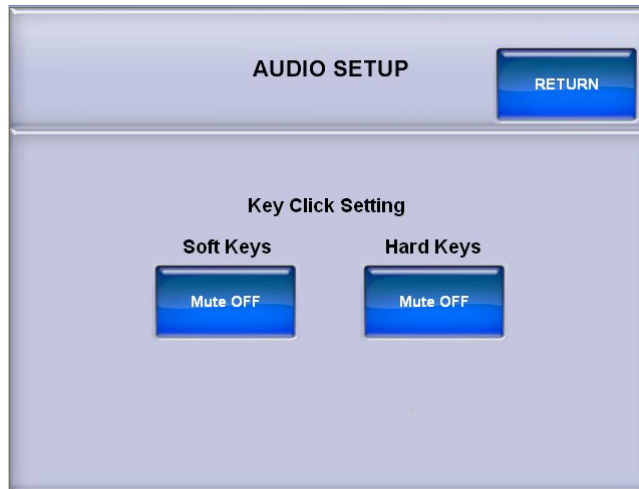 AUDIO SETUP
RETURN
Key Click Setting
Soft Keys
Hard Keys
Mute OFF
Mute OFF